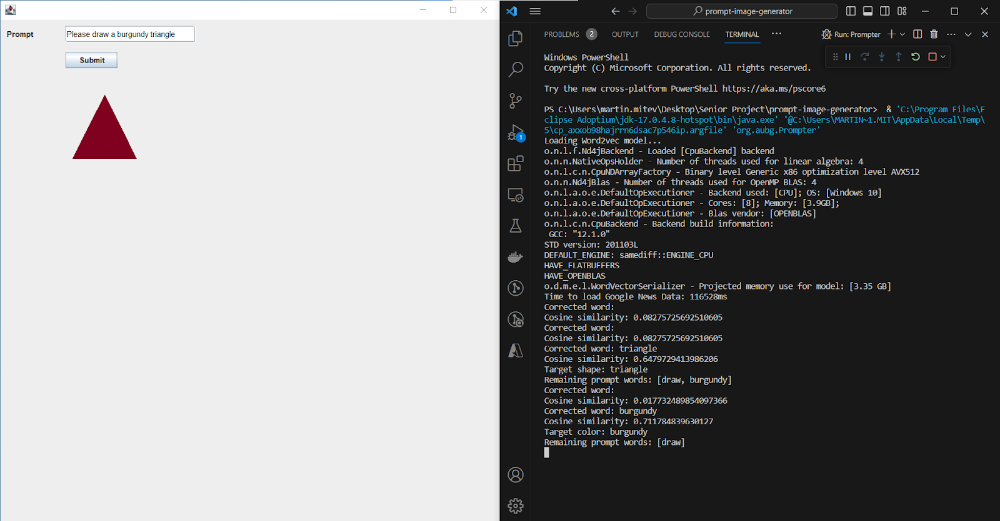 Prompt
Please draw a burgundy triangle
Submit
prompt-image-generator
PROBLEMS 2 OUTPUT DEBUG CONSOLE TERMINAL ··· Run: Prompter
Windows PowerShell
Copyright (C) Microsoft Corporation. All rights reserved.
Try the new cross-platform PowerShell https://aka.ms/pscore6
PS C:\Users\martin.mitev\Desktop\Senior Project\prompt-image-generator>  & 'C:\Program Files\E
clipse Adoptium\jdk-17.0.4.8-hotspot\bin\java.exe' '@C:\Users\MARTIN~1.MIT\AppData\Local\Temp\
5\cp_axxob98hajrrn6dsac7p546ip.argfile' 'org.aubg.Prompter'
Loading Word2vec model...
o.n.l.f.Nd4jBackend - Loaded [CpuBackend] backend
o.n.n.NativeOpsHolder - Number of threads used for linear algebra: 4
o.n.l.c.n.CpuNDArrayFactory - Binary level Generic x86 optimization level AVX512
o.n.n.Nd4jBlas - Number of threads used for OpenMP BLAS: 4
o.n.l.a.o.e.DefaultOpExecutioner - Backend used: [CPU]; OS: [Windows 10]
o.n.l.a.o.e.DefaultOpExecutioner - Cores: [8]; Memory: [3.9GB];
o.n.l.a.o.e.DefaultOpExecutioner - Blas vendor: [OPENBLAS]
o.n.l.c.n.CpuBackend - Backend build information:
GCC: "12.1.0"
STD version: 201103L
DEFAULT_ENGINE: samediff::ENGINE_CPU
HAVE_FLATBUFFERS
HAVE_OPENBLAS
o.d.m.e.l.WordVectorSerializer - Projected memory use for model: [3.35 GB]
Time to load Google News Data: 116528ms
Corrected word:
Cosine similarity: 0.08275725692510605
Corrected word:
Cosine similarity: 0.08275725692510605
Corrected word: triangle
Cosine similarity: 0.6479729413986206
Target shape: triangle
Remaining prompt words: [draw, burgundy]
Corrected word:
Cosine similarity: 0.017732489854097366
Corrected word: burgundy
Cosine similarity: 0.711784839630127
Target color: burgundy
Remaining prompt words: [draw]
1